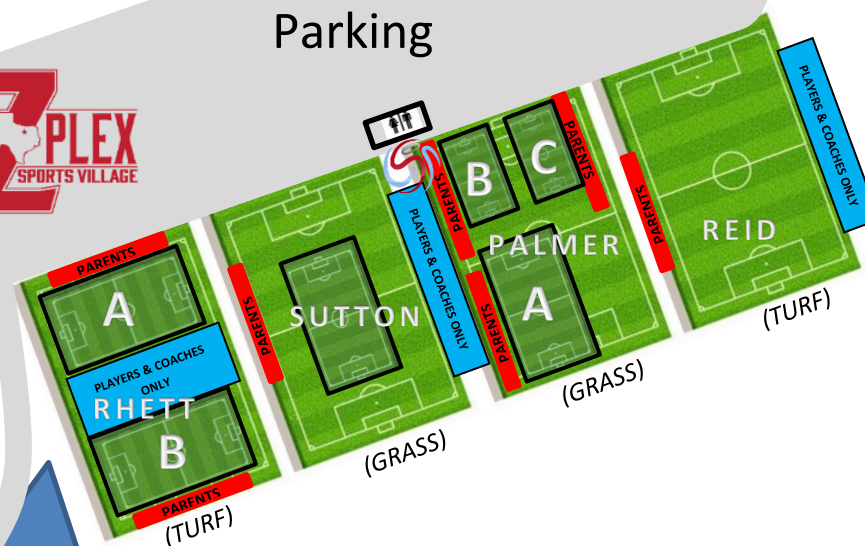 Parking
PLEX
SPORTS VILLAGE
PARENTS
A
PLAYERS & COACHES
ONLY
RHETT
B
PARENTS
(TURF)
PARENTS
SUTTON
PLAYERS & COACHES ONLY
(GRASS)
PARENTS
B
C
PARENTS
PALMER
A
PARENTS
(GRASS)
PARENTS
REID
PLAYERS & COACHES ONLY
(TURF)